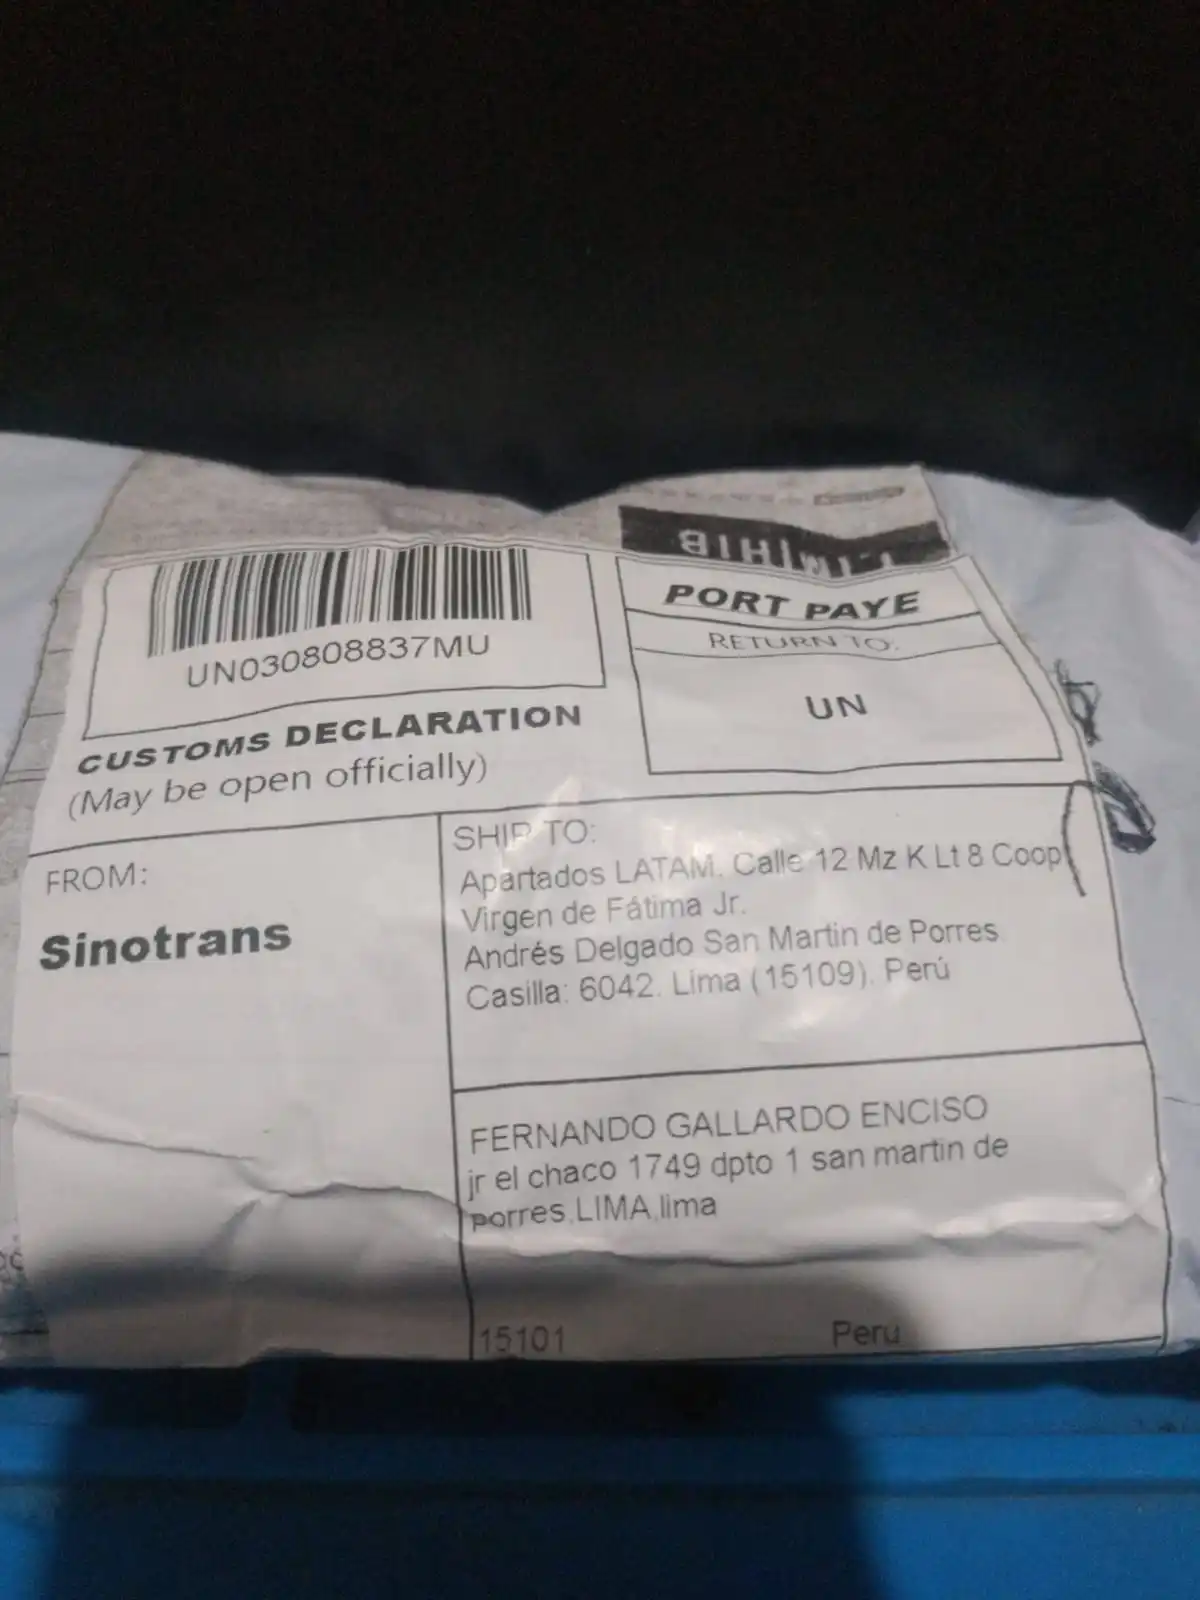 UN030808837MU
PORT PAYE
RETURN TO:
UN
CUSTOMS DECLARATION
(May be open officially)
FROM:
Sinotrans
SHIP TO:
Apartados LATAM. Calle 12 Mz K Lt 8 Coop
Virgen de Fátima Jr.
Andrés Delgado San Martin de Porres
Casilla: 6042. Lima (15109). Perú
FERNANDO GALLARDO ENCISO
jr el chaco 1749 dpto 1 san martin de
porres,LIMA,lima
15101 Peru